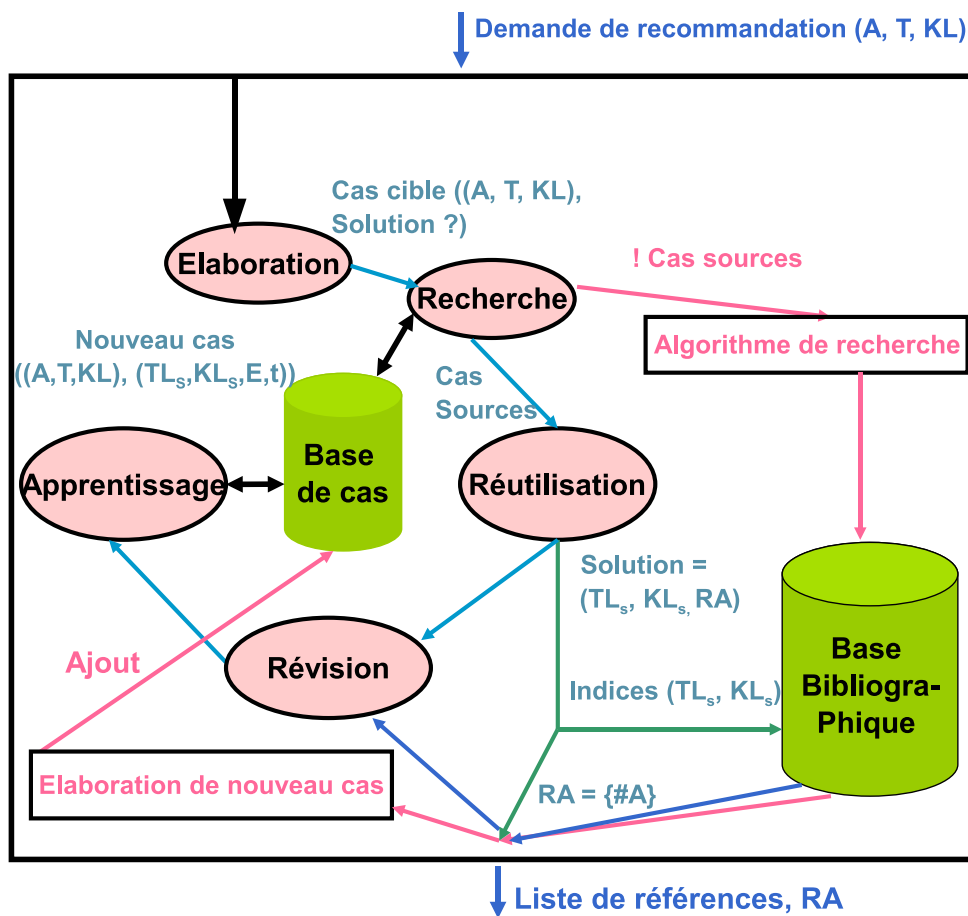 Demande de recommandation (A, T, KL)
Cas cible ((A, T, KL),
Solution ?)
Elaboration
! Cas sources
Recherche
Nouveau cas
((A,T,KL), (TLs,KLs,E,t))
Algorithme de recherche
Cas
Sources
Base
de cas
Apprentissage
Réutilisation
Solution =
(TLs, KLs, RA)
Base
Bibliogra-
Phique
Ajout
Révision
Indices (TLs, KLs)
Elaboration de nouveau cas
RA = {#A}
Liste de références, RA